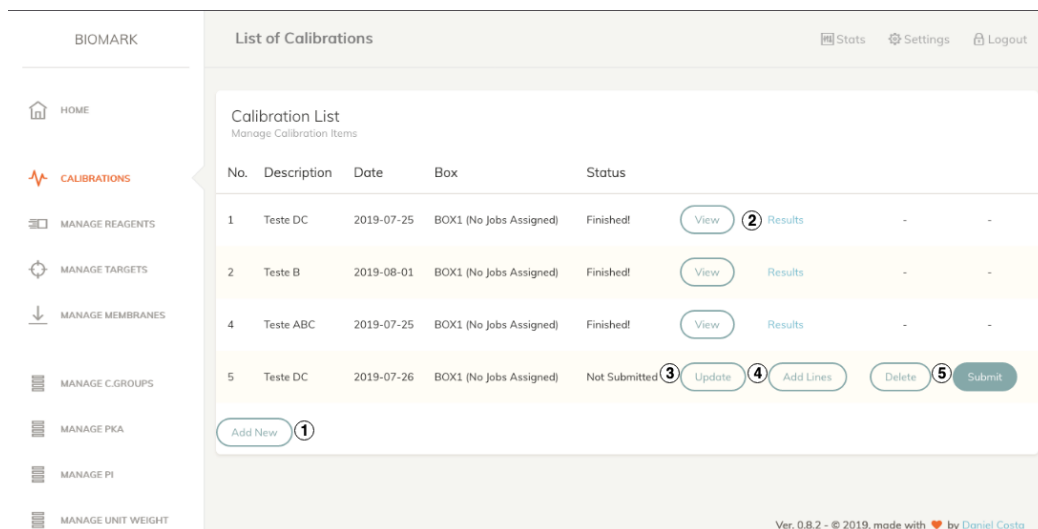 BIOMARK
List of Calibrations
Stats Settings Logout
HOME
CALIBRATIONS
MANAGE REAGENTS
MANAGE TARGETS
MANAGE MEMBRANES
MANAGE C.GROUPS
MANAGE PKA
MANAGE PI
MANAGE UNIT WEIGHT
Calibration List
Manage Calibration Items
No. Description Date Box Status
1 Teste DC 2019-07-25 BOX1 (No Jobs Assigned) Finished! View 2 Results - -
2 Teste B 2019-08-01 BOX1 (No Jobs Assigned) Finished! View Results - -
4 Teste ABC 2019-07-25 BOX1 (No Jobs Assigned) Finished! View Results - -
5 Teste DC 2019-07-26 BOX1 (No Jobs Assigned) Not Submitted 3 Update 4 Add Lines Delete 5 Submit
Add New 1
Ver. 0.8.2 - © 2019, made with ❤ by Daniel Costa